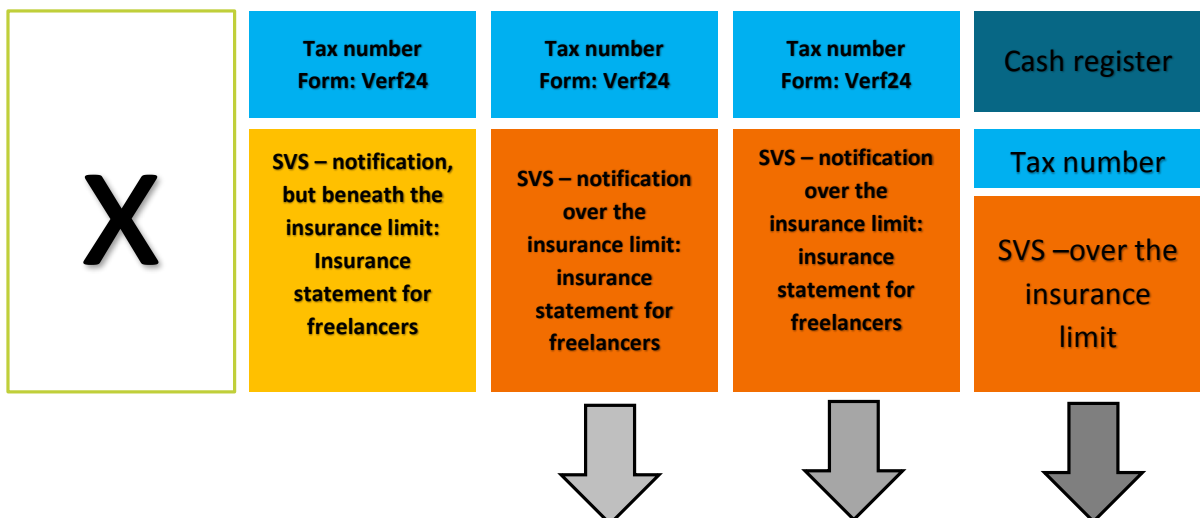 X
Tax number
Form: Verf24
SVS – notification,
but beneath the
insurance limit:
Insurance
statement for
freelancers
Tax number
Form: Verf24
SVS – notification
over the
insurance limit:
insurance
statement for
freelancers
Tax number
Form: Verf24
SVS – notification
over the
insurance limit:
insurance
statement for
freelancers
Cash register
Tax number
SVS –over the
insurance
limit